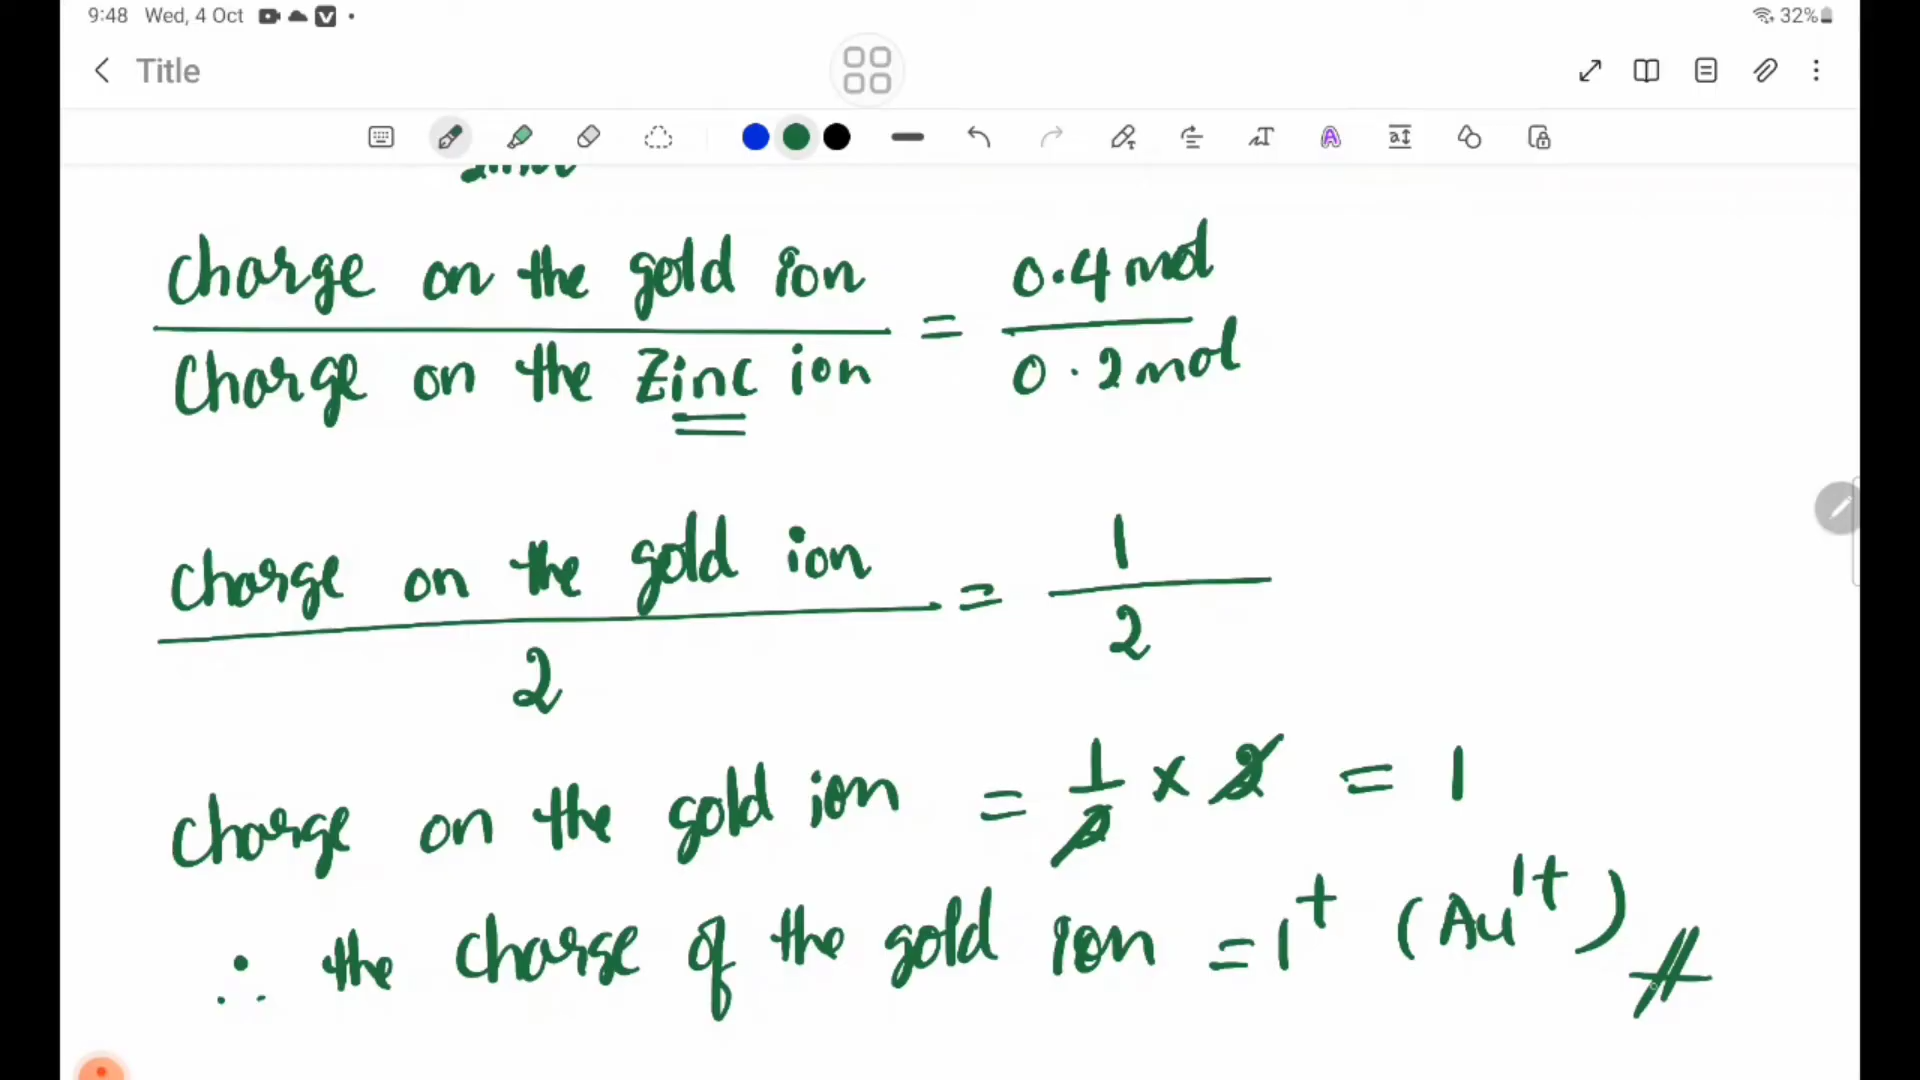 9:48 Wed, 4 Oct
32%
Title
charge on the gold ion / Charge on the Zinc ion = 0.4 mol / 0.2 mol
charge on the gold ion / 2 = 1 / 2
charge on the gold ion = 1/2 × 2 = 1
∴ the charge of the gold ion = 1⁺ (Au¹⁺)